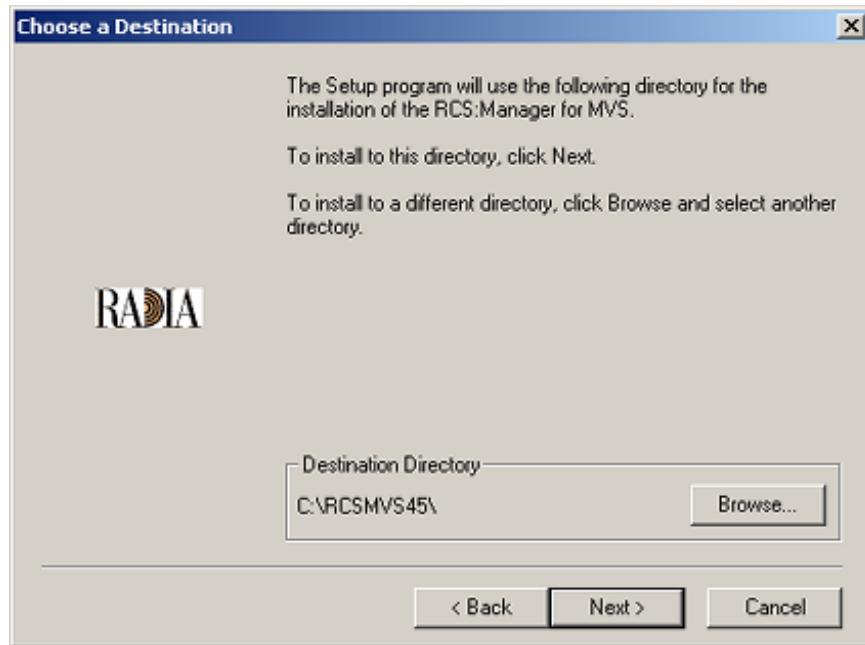 Choose a Destination
The Setup program will use the following directory for the
installation of the RCS:Manager for MVS.
To install to this directory, click Next.
To install to a different directory, click Browse and select another
directory.
RADIA
Destination Directory
C:\RCSMVS45\
Browse...
< Back
Next >
Cancel